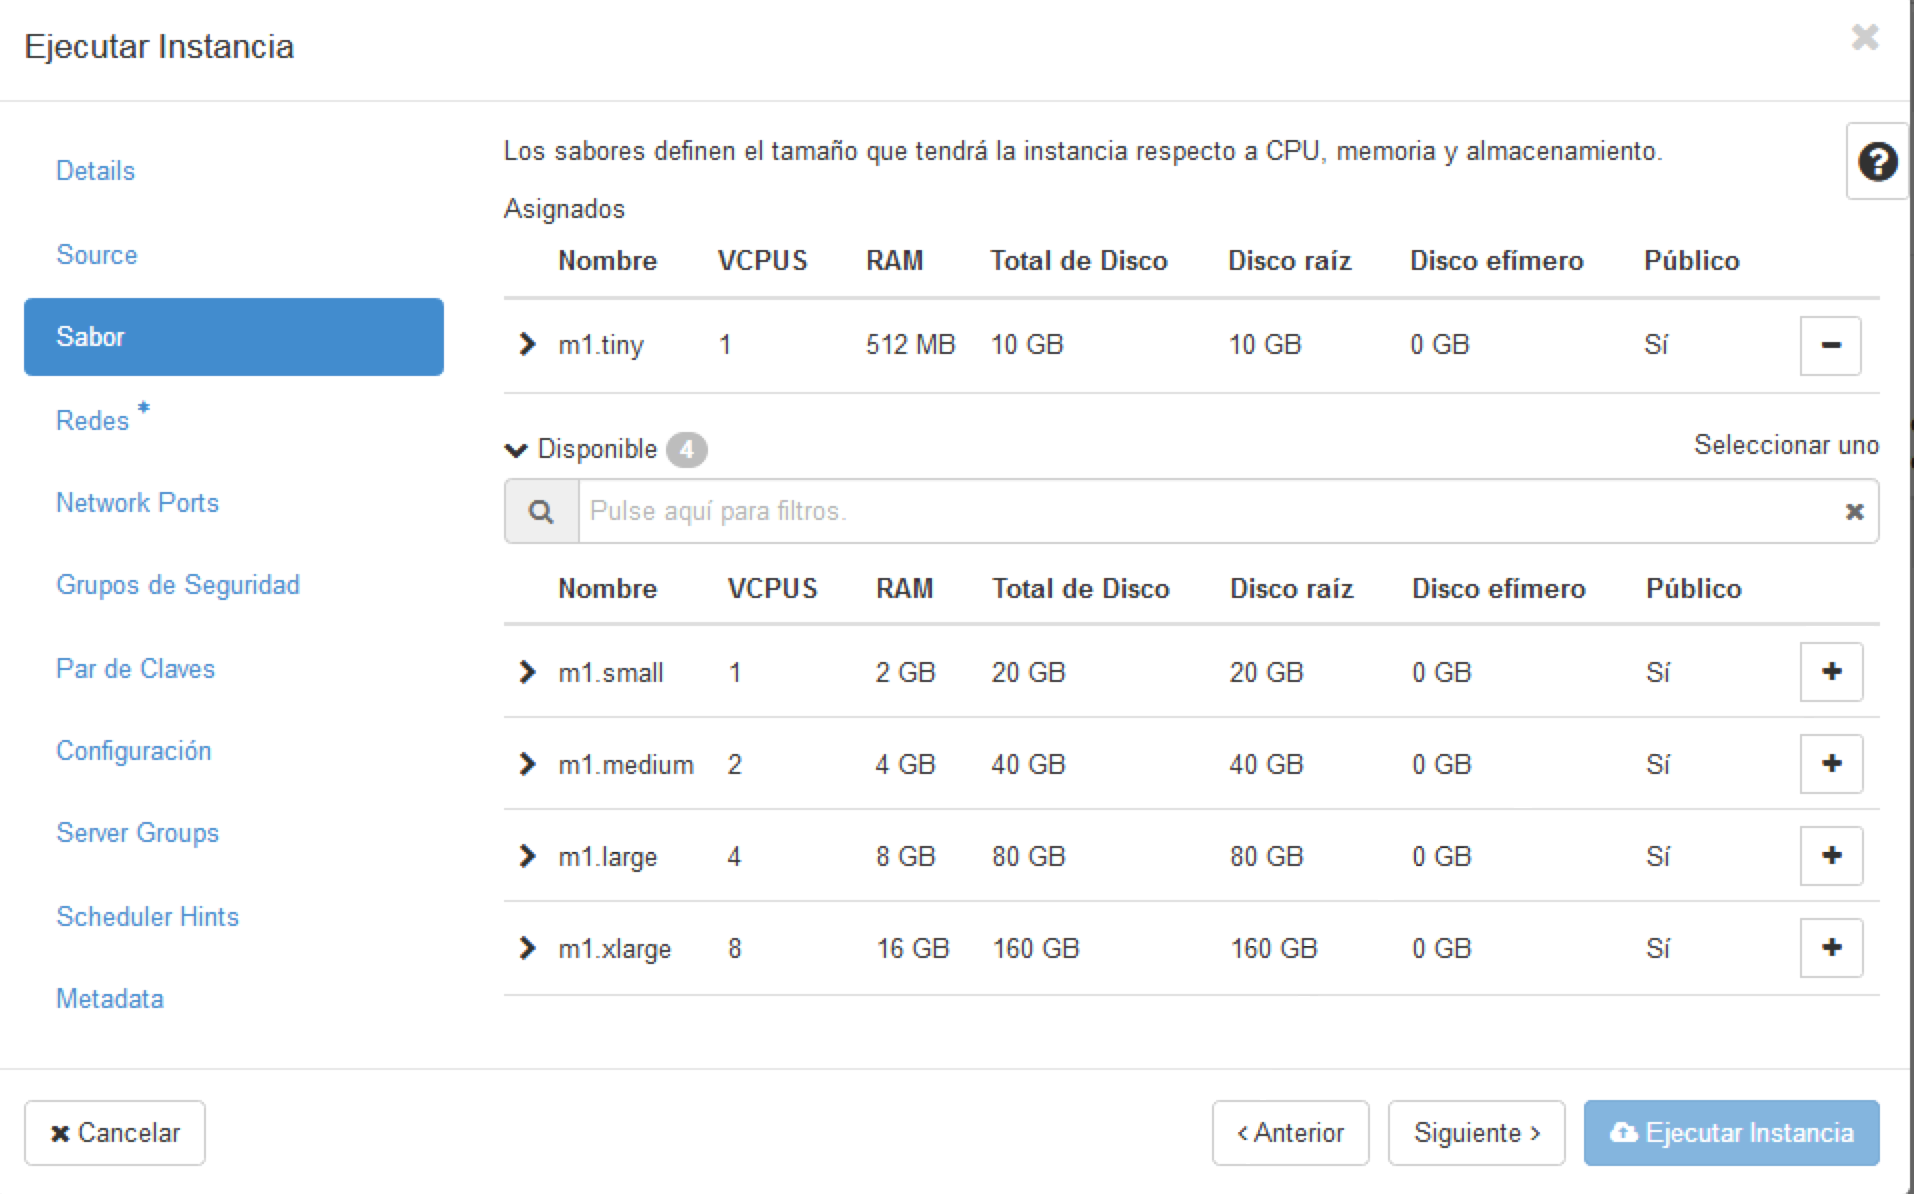 Ejecutar Instancia
Details
Source
Sabor
Redes *
Network Ports
Grupos de Seguridad
Par de Claves
Configuración
Server Groups
Scheduler Hints
Metadata
Los sabores definen el tamaño que tendrá la instancia respecto a CPU, memoria y almacenamiento.
Asignados
Nombre VCPUS RAM Total de Disco Disco raíz Disco efímero Público
m1.tiny 1 512 MB 10 GB 10 GB 0 GB Sí
Disponible 4 Seleccionar uno
Pulse aquí para filtros.
Nombre VCPUS RAM Total de Disco Disco raíz Disco efímero Público
m1.small 1 2 GB 20 GB 20 GB 0 GB Sí
m1.medium 2 4 GB 40 GB 40 GB 0 GB Sí
m1.large 4 8 GB 80 GB 80 GB 0 GB Sí
m1.xlarge 8 16 GB 160 GB 160 GB 0 GB Sí
Cancelar < Anterior Siguiente > Ejecutar Instancia